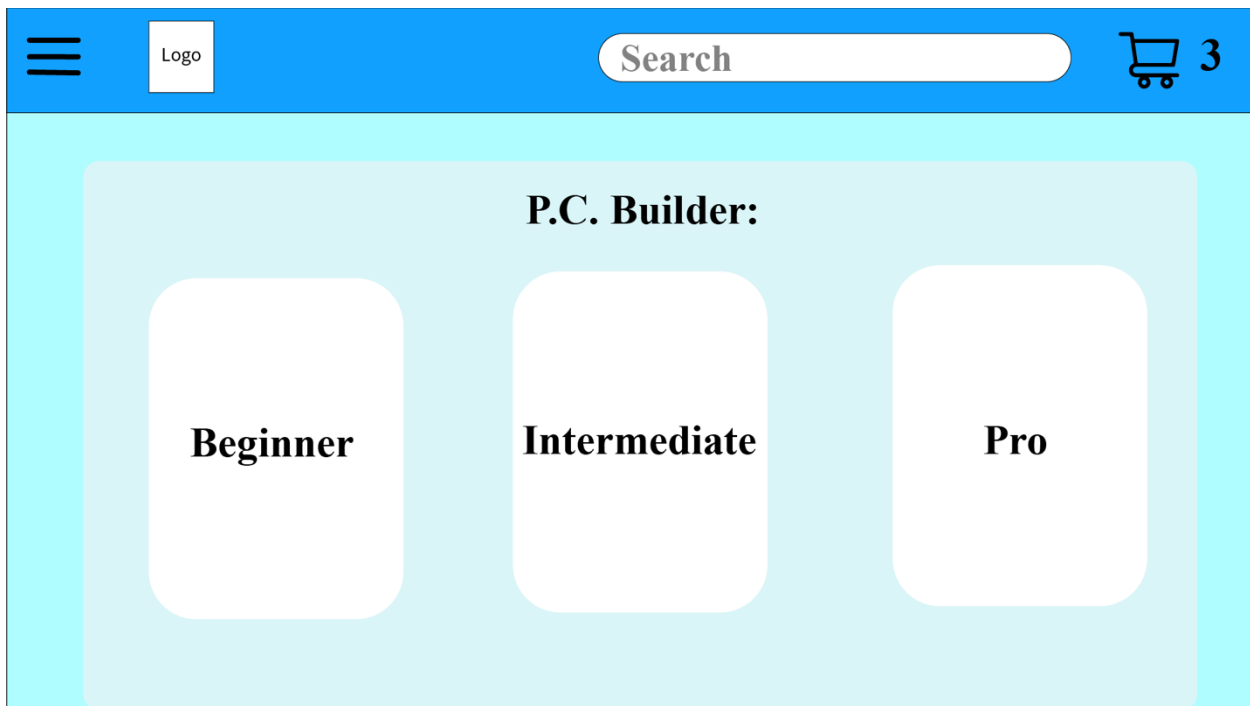 Logo
Search
3
P.C. Builder:
Beginner
Intermediate
Pro